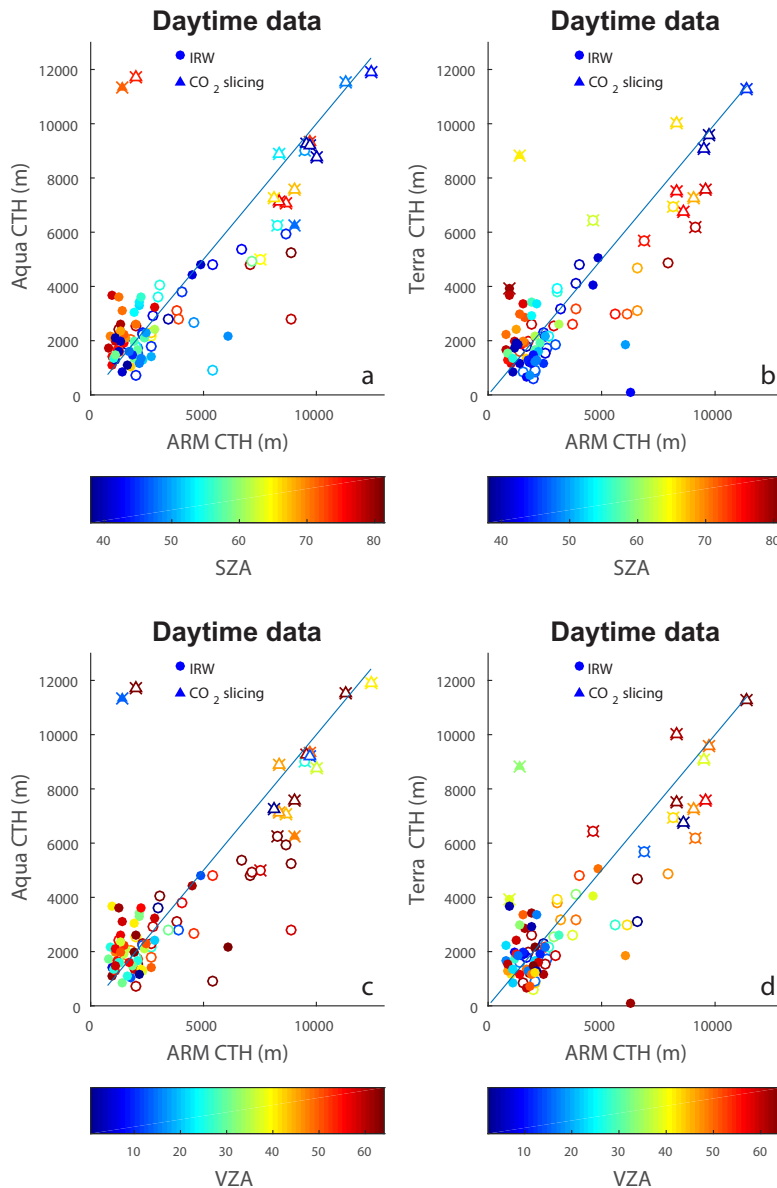 Daytime data
Daytime data
12000
10000
8000
6000
4000
2000
0
Aqua CTH (m)
IRW
CO 2 slicing
a
0
5000
10000
ARM CTH (m)
12000
10000
8000
6000
4000
2000
0
Terra CTH (m)
IRW
CO 2 slicing
b
0
5000
10000
ARM CTH (m)
40
50
60
70
80
SZA
40
50
60
70
80
SZA
Daytime data
Daytime data
12000
10000
8000
6000
4000
2000
0
Aqua CTH (m)
IRW
CO 2 slicing
c
0
5000
10000
ARM CTH (m)
12000
10000
8000
6000
4000
2000
0
Terra CTH (m)
IRW
CO 2 slicing
d
0
5000
10000
ARM CTH (m)
10
20
30
40
50
60
VZA
10
20
30
40
50
60
VZA